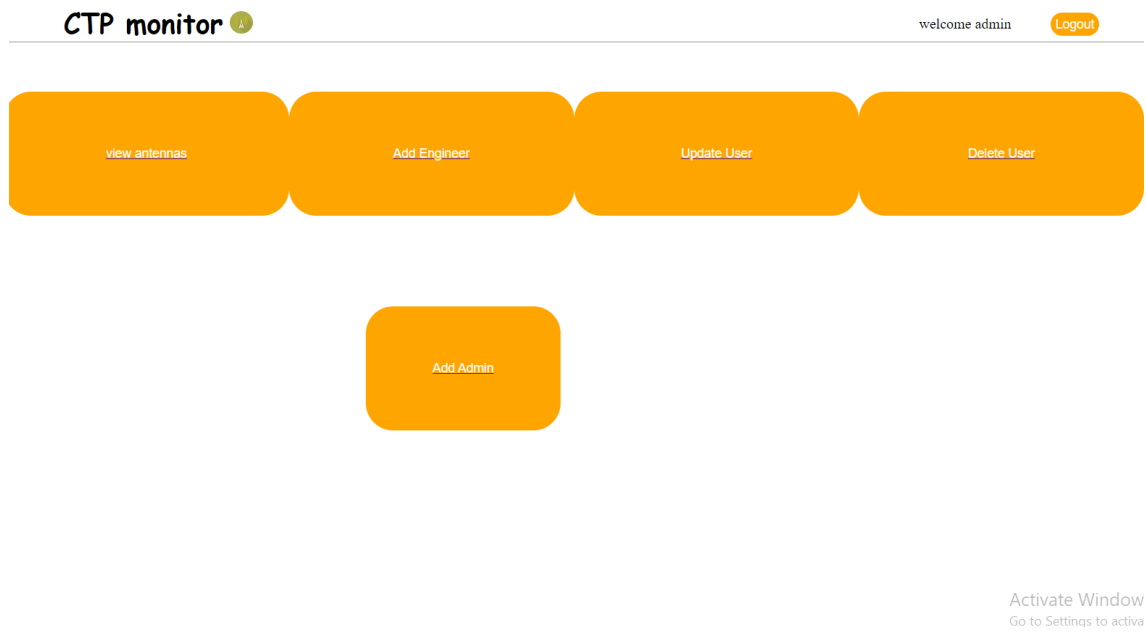 CTP monitor
welcome admin
Logout
view antennas
Add Engineer
Update User
Delete User
Add Admin
Activate Window
Go to Settings to activa